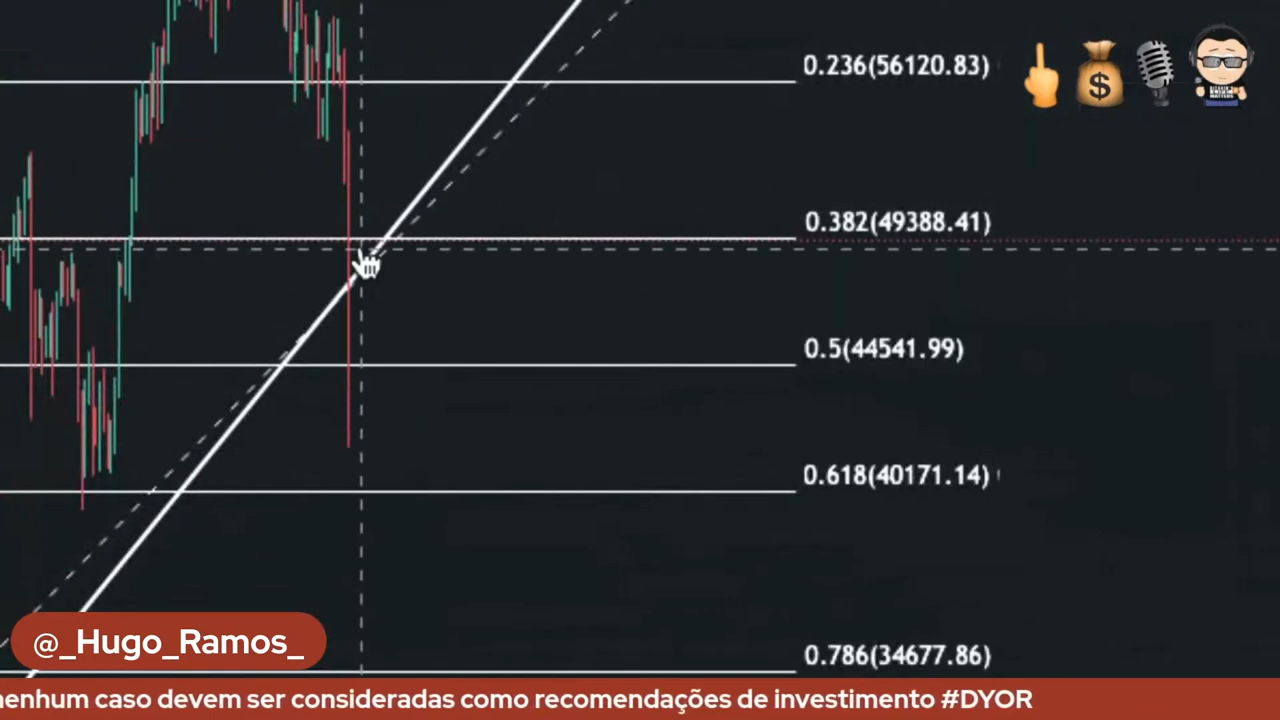 0.236(56120.83)
0.382(49388.41)
0.5(44541.99)
0.618(40171.14)
0.786(34677.86)
@_Hugo_Ramos_
nenhum caso devem ser consideradas como recomendações de investimento #DYOR